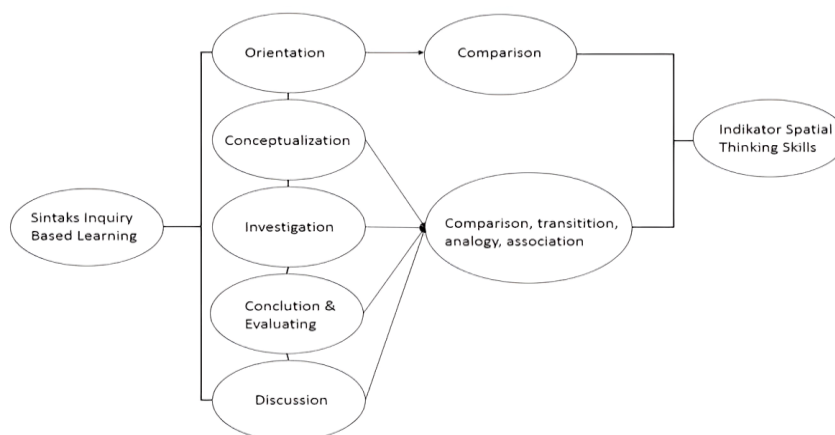 Orientation
Comparison
Conceptualization
Indikator Spatial
Thinking Skills
Sintaks Inquiry
Based Learning
Investigation
Comparison, transitition,
analogy, association
Conclution &
Evaluating
Discussion